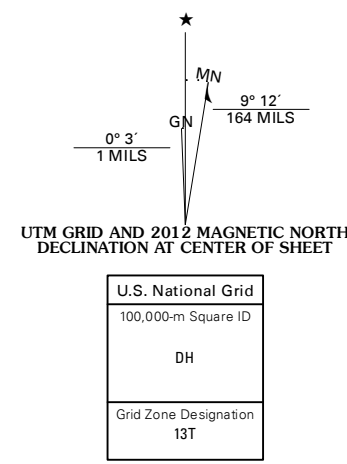 ★
MN
GN
9° 12´
164 MILS
0° 3´
1 MILS
UTM GRID AND 2012 MAGNETIC NORTH
DECLINATION AT CENTER OF SHEET
U.S. National Grid
100,000-m Square ID
DH
Grid Zone Designation
13T